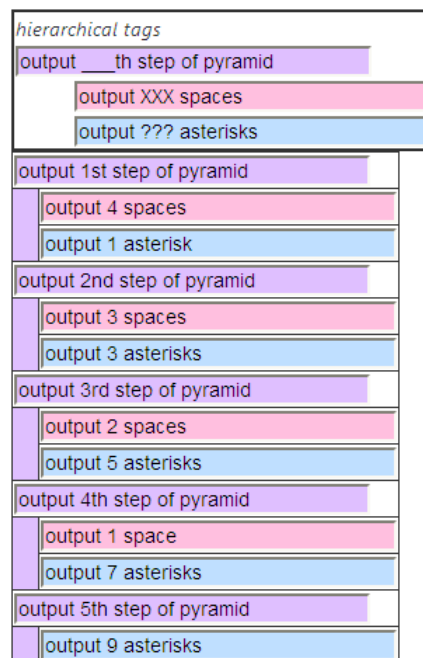 hierarchical tags
output ___th step of pyramid
output XXX spaces
output ??? asterisks
output 1st step of pyramid
output 4 spaces
output 1 asterisk
output 2nd step of pyramid
output 3 spaces
output 3 asterisks
output 3rd step of pyramid
output 2 spaces
output 5 asterisks
output 4th step of pyramid
output 1 space
output 7 asterisks
output 5th step of pyramid
output 9 asterisks